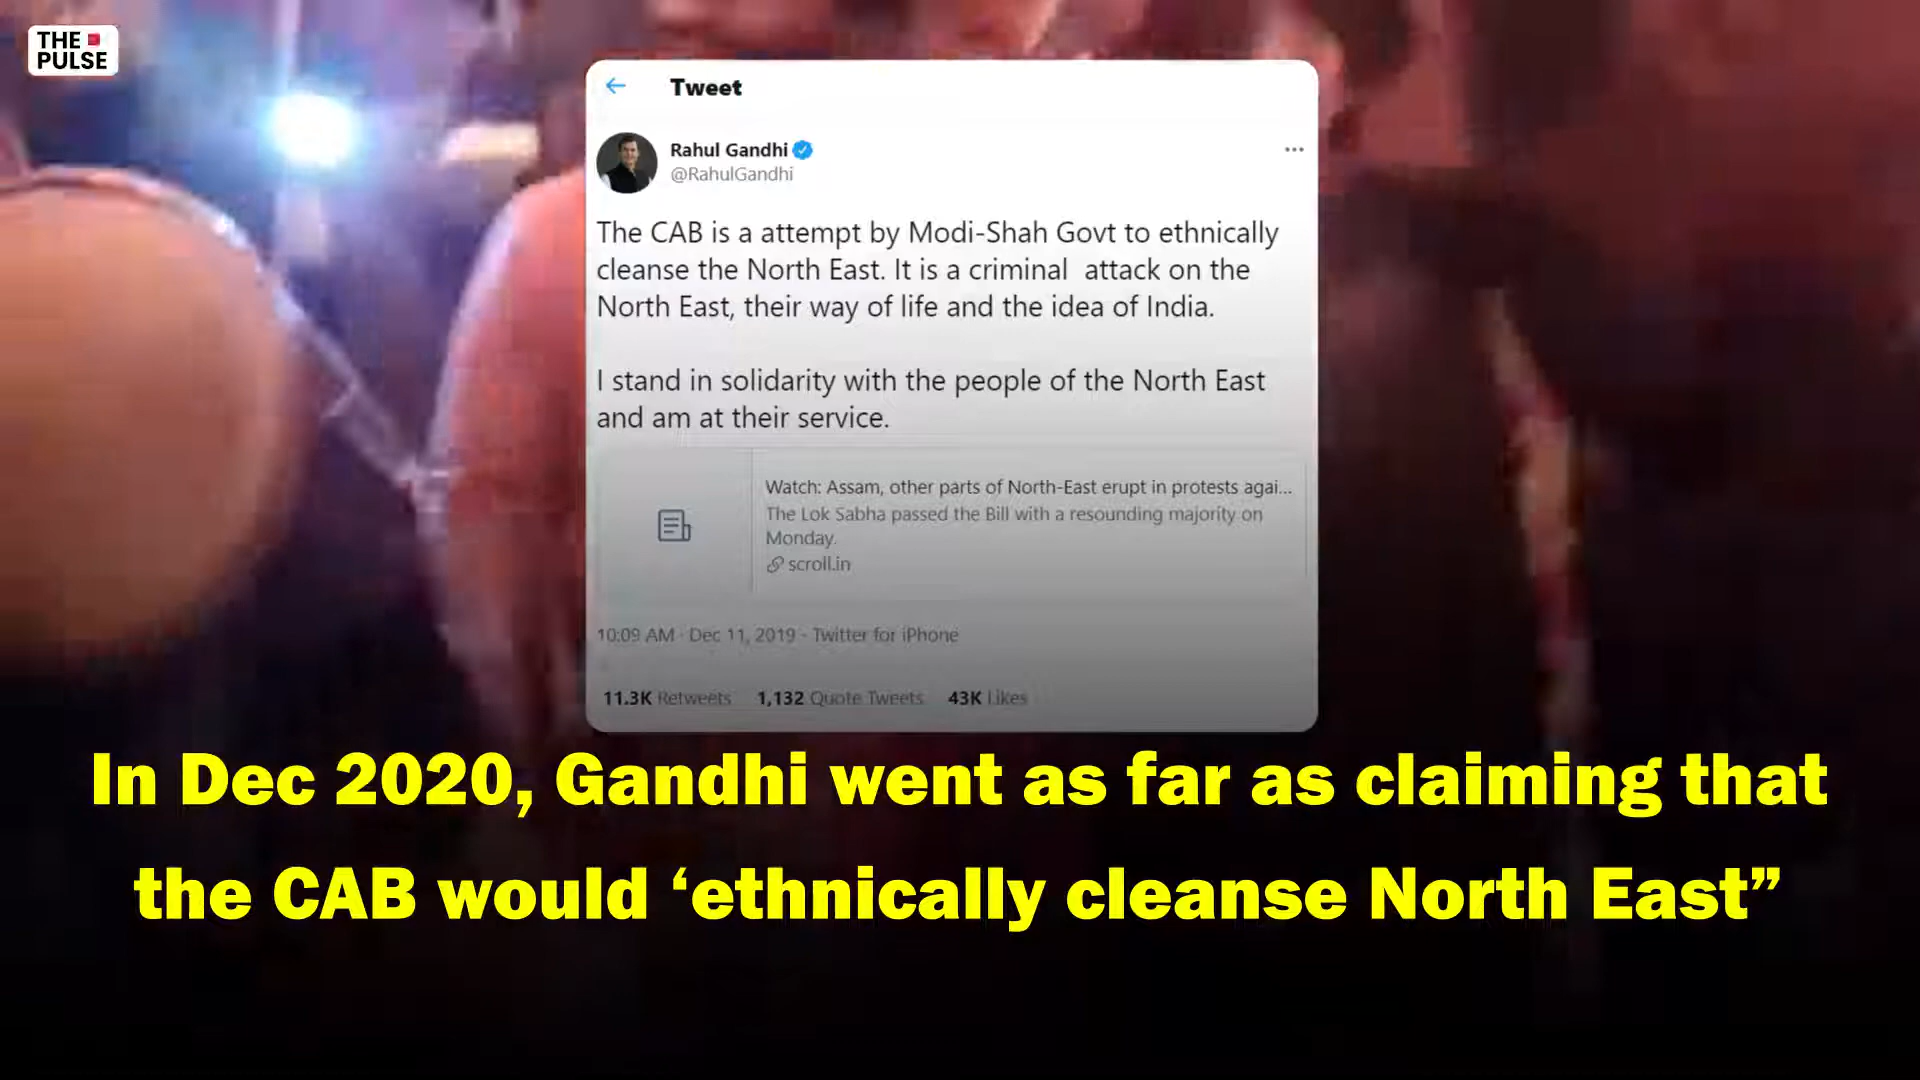 THE
PULSE
Tweet
Rahul Gandhi
@RahulGandhi
The CAB is a attempt by Modi-Shah Govt to ethnically
cleanse the North East. It is a criminal  attack on the
North East, their way of life and the idea of India.
I stand in solidarity with the people of the North East
and am at their service.
Watch: Assam, other parts of North-East erupt in protests agai...
The Lok Sabha passed the Bill with a resounding majority on
Monday.
scroll.in
10:09 AM · Dec 11, 2019 · Twitter for iPhone
11.3K Retweets 1,132 Quote Tweets 43K Likes
In Dec 2020, Gandhi went as far as claiming that
the CAB would ‘ethnically cleanse North East”